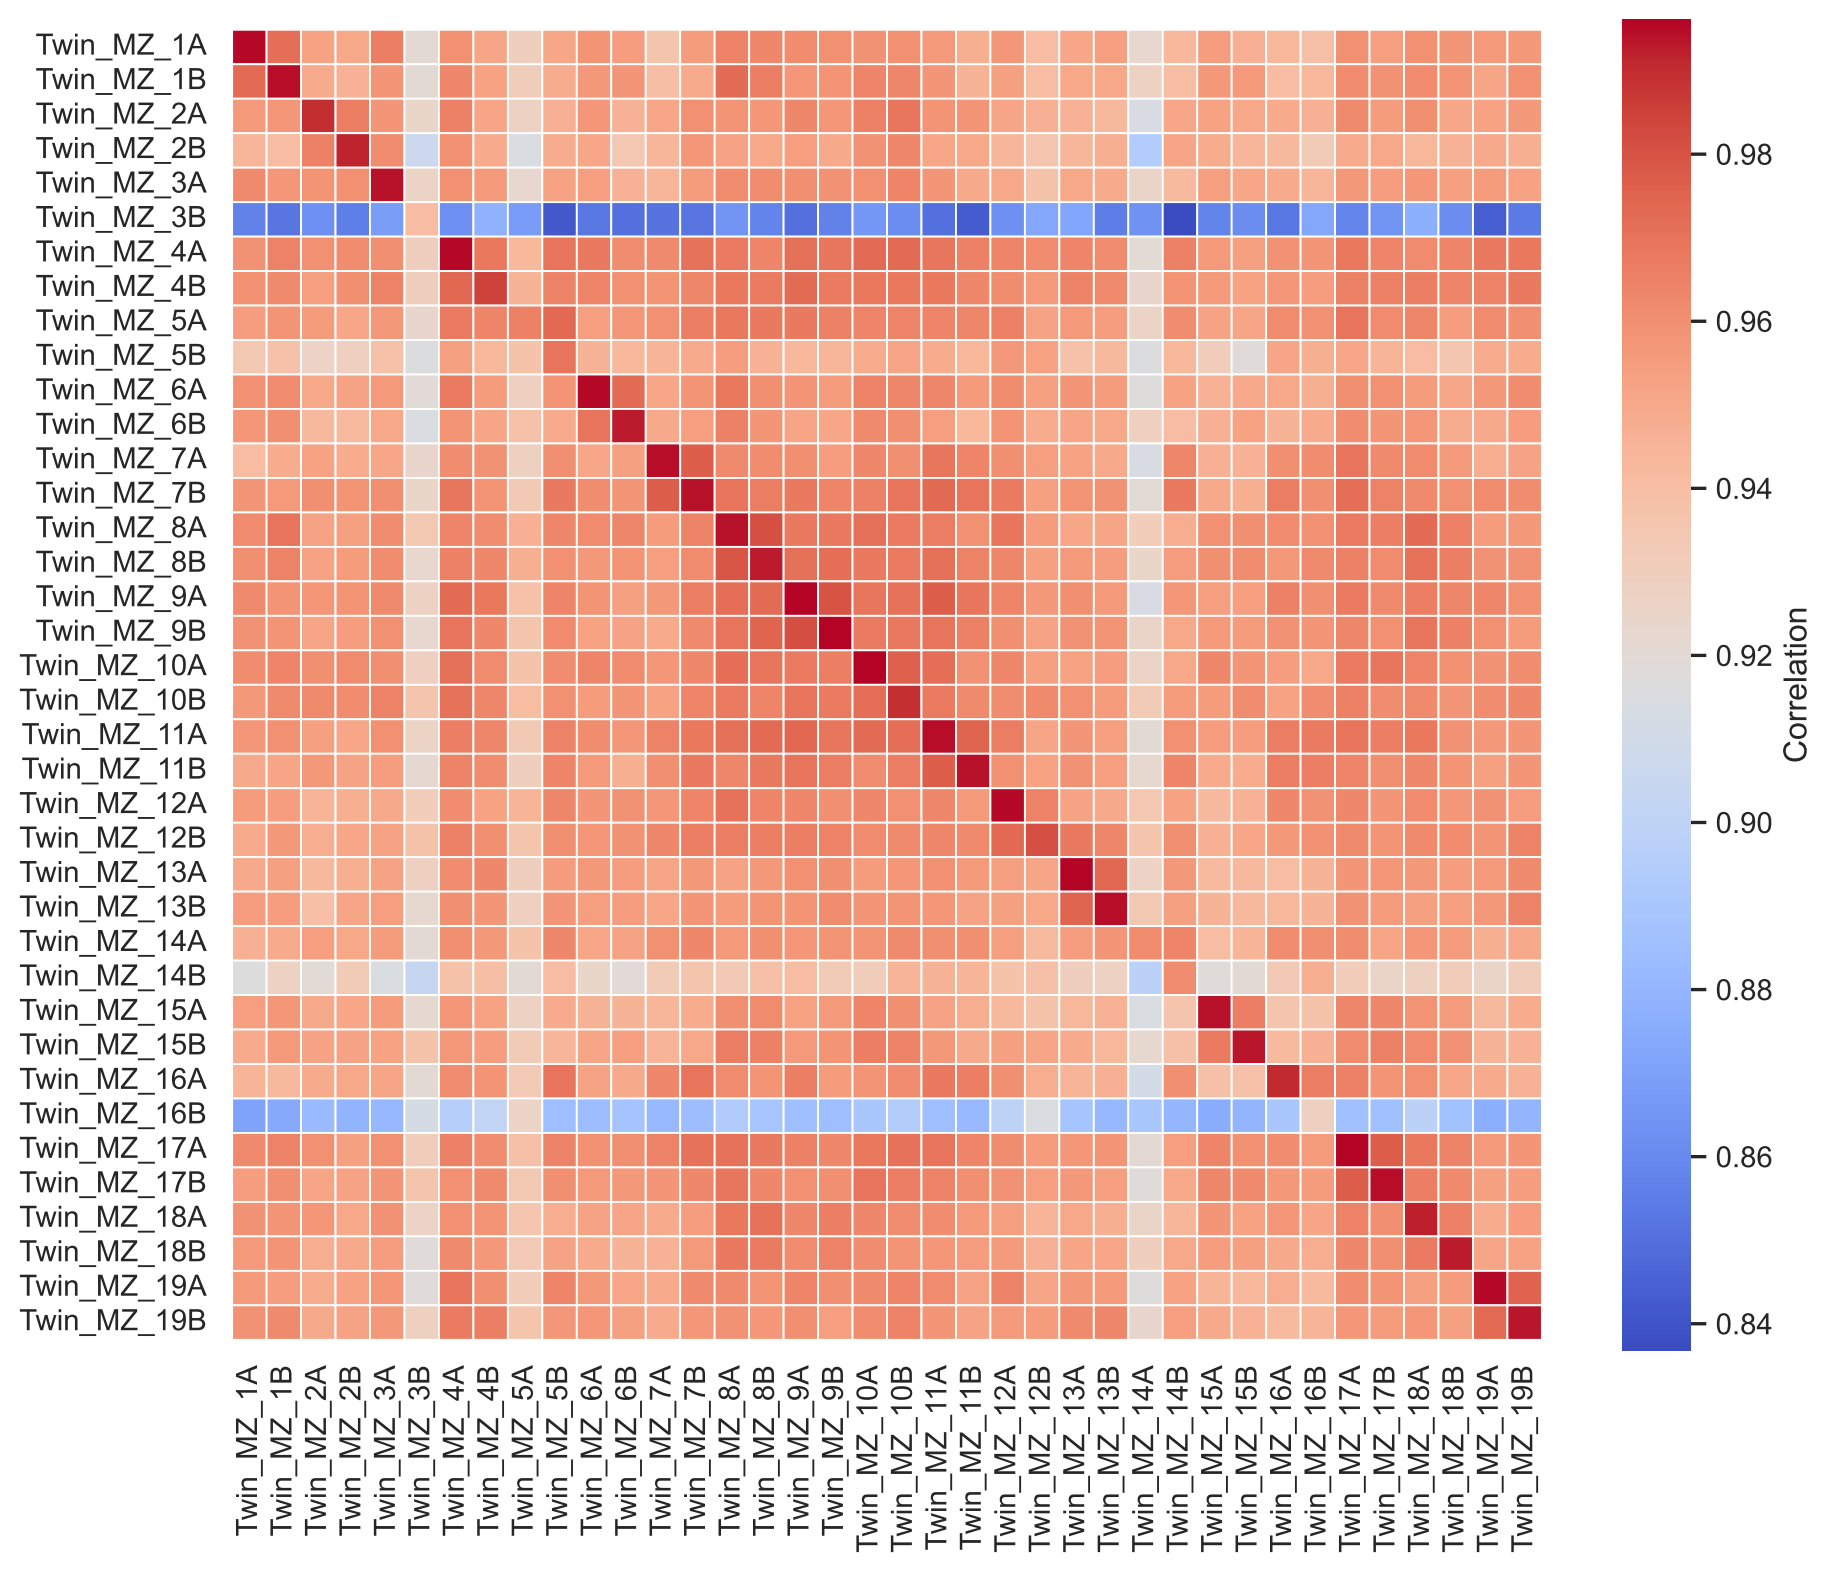 Twin_MZ_1A
Twin_MZ_1B
Twin_MZ_2A
Twin_MZ_2B
Twin_MZ_3A
Twin_MZ_3B
Twin_MZ_4A
Twin_MZ_4B
Twin_MZ_5A
Twin_MZ_5B
Twin_MZ_6A
Twin_MZ_6B
Twin_MZ_7A
Twin_MZ_7B
Twin_MZ_8A
Twin_MZ_8B
Twin_MZ_9A
Twin_MZ_9B
Twin_MZ_10A
Twin_MZ_10B
Twin_MZ_11A
Twin_MZ_11B
Twin_MZ_12A
Twin_MZ_12B
Twin_MZ_13A
Twin_MZ_13B
Twin_MZ_14A
Twin_MZ_14B
Twin_MZ_15A
Twin_MZ_15B
Twin_MZ_16A
Twin_MZ_16B
Twin_MZ_17A
Twin_MZ_17B
Twin_MZ_18A
Twin_MZ_18B
Twin_MZ_19A
Twin_MZ_19B
Twin_MZ_1A
Twin_MZ_1B
Twin_MZ_2A
Twin_MZ_2B
Twin_MZ_3A
Twin_MZ_3B
Twin_MZ_4A
Twin_MZ_4B
Twin_MZ_5A
Twin_MZ_5B
Twin_MZ_6A
Twin_MZ_6B
Twin_MZ_7A
Twin_MZ_7B
Twin_MZ_8A
Twin_MZ_8B
Twin_MZ_9A
Twin_MZ_9B
Twin_MZ_10A
Twin_MZ_10B
Twin_MZ_11A
Twin_MZ_11B
Twin_MZ_12A
Twin_MZ_12B
Twin_MZ_13A
Twin_MZ_13B
Twin_MZ_14A
Twin_MZ_14B
Twin_MZ_15A
Twin_MZ_15B
Twin_MZ_16A
Twin_MZ_16B
Twin_MZ_17A
Twin_MZ_17B
Twin_MZ_18A
Twin_MZ_18B
Twin_MZ_19A
Twin_MZ_19B
0.98
0.96
0.94
0.92
0.90
0.88
0.86
0.84
Correlation